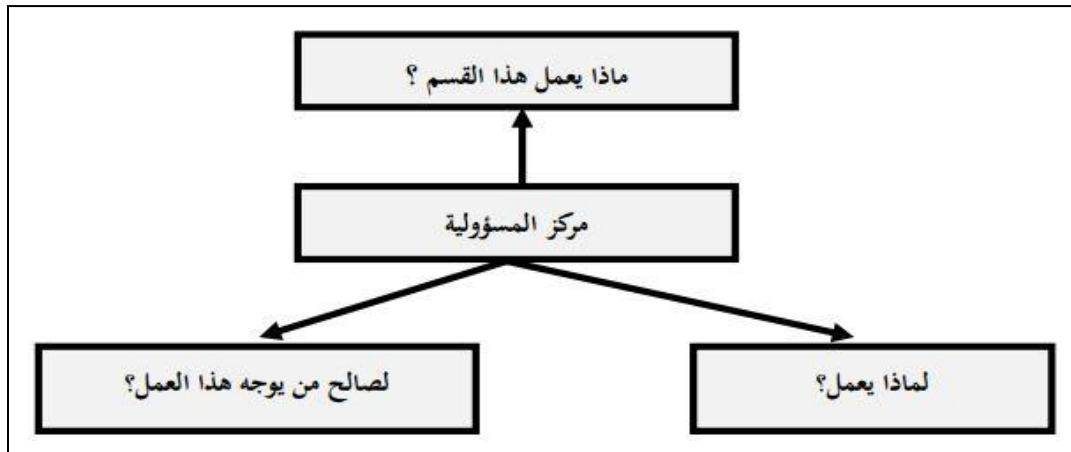 ماذا يعمل هذا القسم ؟
مركز المسؤولية
لماذا يعمل؟
لصالح من يوجه هذا العمل؟